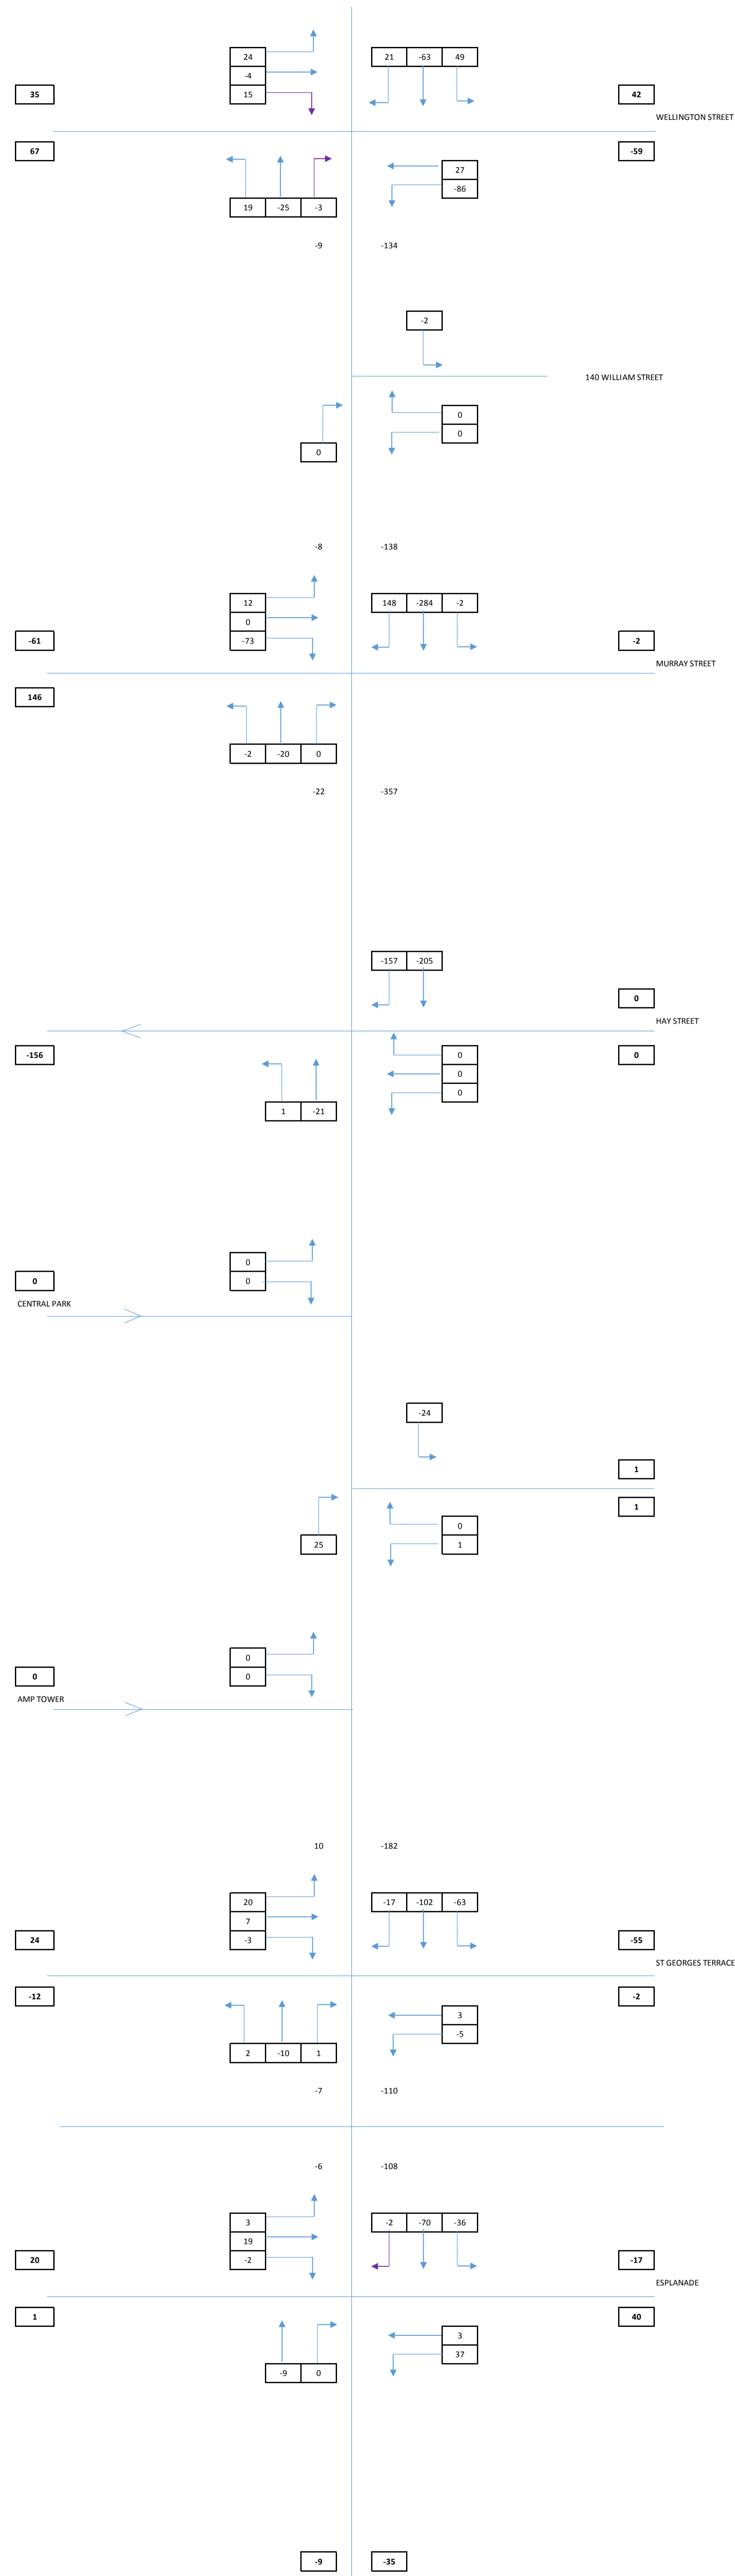 24 21 -63 49
-4
35 15 42
WELLINGTON STREET
67 -59
27
-86
19 -25 -3
-9 -134
-2
140 WILLIAM STREET
0
0
0
-8 -138
12 148 -284 -2
0
-61 -73 -2
MURRAY STREET
146
-2 -20 0
-22 -357
-157 -205
0
HAY STREET
-156 0 0
0
0
1 -21
0
0 0
CENTRAL PARK
-24
1
1
0
25 1
0
0 0
AMP TOWER
10 -182
20 -17 -102 -63
7
24 -3 -55
ST GEORGES TERRACE
-12 -2
3
-5
2 -10 1
-7 -110
-6 -108
3 -2 -70 -36
19
20 -2 -17
ESPLANADE
1 40
3
37
-9 0
-9 -35